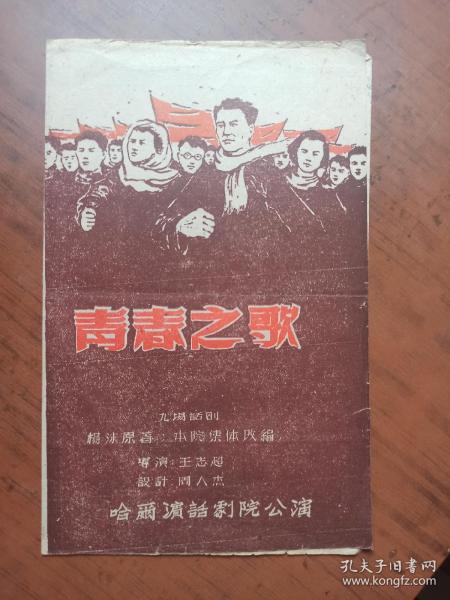 青春之歌
九場話剧
楊沫原著：本院集体改編
導演：王志超
設計：周人杰
哈爾濱話劇院公演
孔夫子旧书网
www.kongfz.com